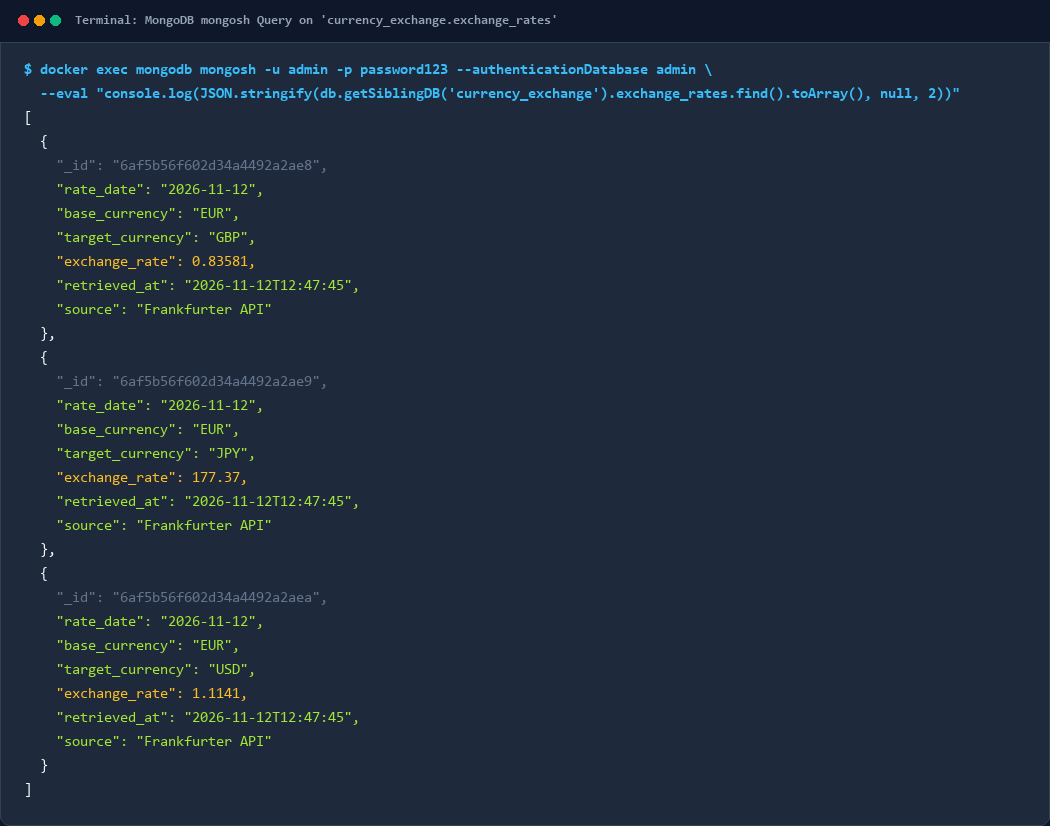 Terminal: MongoDB mongosh Query on 'currency_exchange.exchange_rates'
$ docker exec mongodb mongosh -u admin -p password123 --authenticationDatabase admin \
  --eval "console.log(JSON.stringify(db.getSiblingDB('currency_exchange').exchange_rates.find().toArray(), null, 2))"
[
  {
    "_id": "6af5b56f602d34a4492a2ae8",
    "rate_date": "2026-11-12",
    "base_currency": "EUR",
    "target_currency": "GBP",
    "exchange_rate": 0.83581,
    "retrieved_at": "2026-11-12T12:47:45",
    "source": "Frankfurter API"
  },
  {
    "_id": "6af5b56f602d34a4492a2ae9",
    "rate_date": "2026-11-12",
    "base_currency": "EUR",
    "target_currency": "JPY",
    "exchange_rate": 177.37,
    "retrieved_at": "2026-11-12T12:47:45",
    "source": "Frankfurter API"
  },
  {
    "_id": "6af5b56f602d34a4492a2aea",
    "rate_date": "2026-11-12",
    "base_currency": "EUR",
    "target_currency": "USD",
    "exchange_rate": 1.1141,
    "retrieved_at": "2026-11-12T12:47:45",
    "source": "Frankfurter API"
  }
]